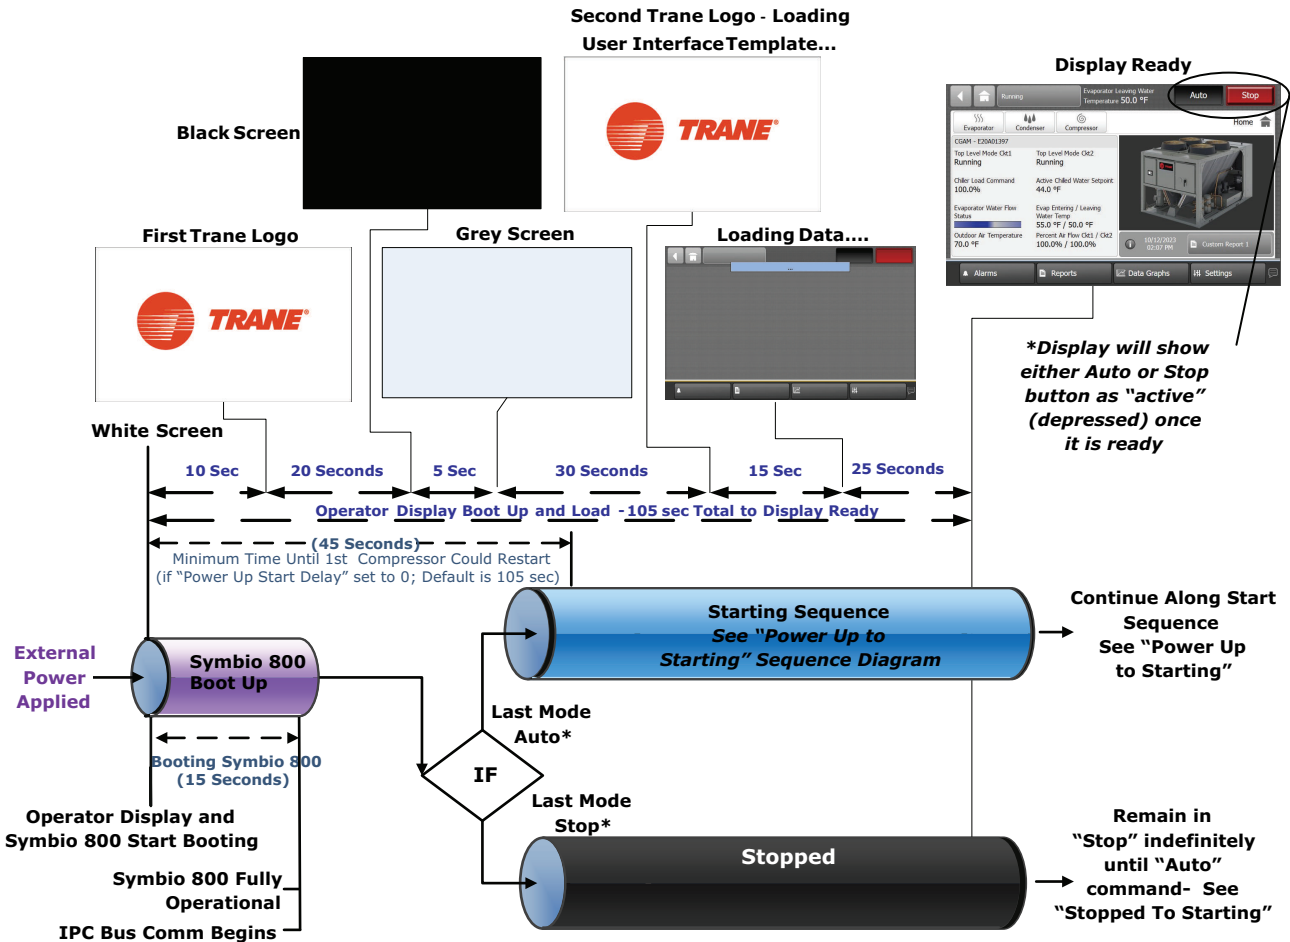 Second Trane Logo - Loading
User Interface Template...
Display Ready
Black Screen
TRANE®
Running
Evaporator Leaving Water
Temperature 50.0 °F
Auto
Stop
Evaporator
Condenser
Compressor
Home
CGAM - E20A01397
Top Level Mode Ckt1
Running
Top Level Mode Ckt2
Running
Chiller Load Command
100.0%
Active Chilled Water Setpoint
44.0 °F
Evaporator Water Flow
Status
Evap Entering / Leaving
Water Temp
55.0 °F / 50.0 °F
Outdoor Air Temperature
70.0 °F
Percent Air Flow Ckt1 / Ckt2
100.0% / 100.0%
10/12/2023
02:07 PM
Custom Report 1
Alarms
Reports
Data Graphs
Settings
First Trane Logo
Grey Screen
Loading Data....
TRANE®
...
*Display will show
either Auto or Stop
button as “active”
(depressed) once
it is ready
White Screen
10 Sec
20 Seconds
5 Sec
30 Seconds
15 Sec
25 Seconds
Operator Display Boot Up and Load - 105 sec Total to Display Ready
(45 Seconds)
Minimum Time Until 1st Compressor Could Restart
(if “Power Up Start Delay” set to 0; Default is 105 sec)
External
Power
Applied
Symbio 800
Boot Up
Starting Sequence
See “Power Up to
Starting” Sequence Diagram
Continue Along Start
Sequence
See “Power Up
to Starting”
Last Mode
Auto*
IF
Last Mode
Stop*
Booting Symbio 800
(15 Seconds)
Operator Display and
Symbio 800 Start Booting
Symbio 800 Fully
Operational
IPC Bus Comm Begins
Stopped
Remain in
“Stop” indefinitely
until “Auto”
command- See
“Stopped To Starting”